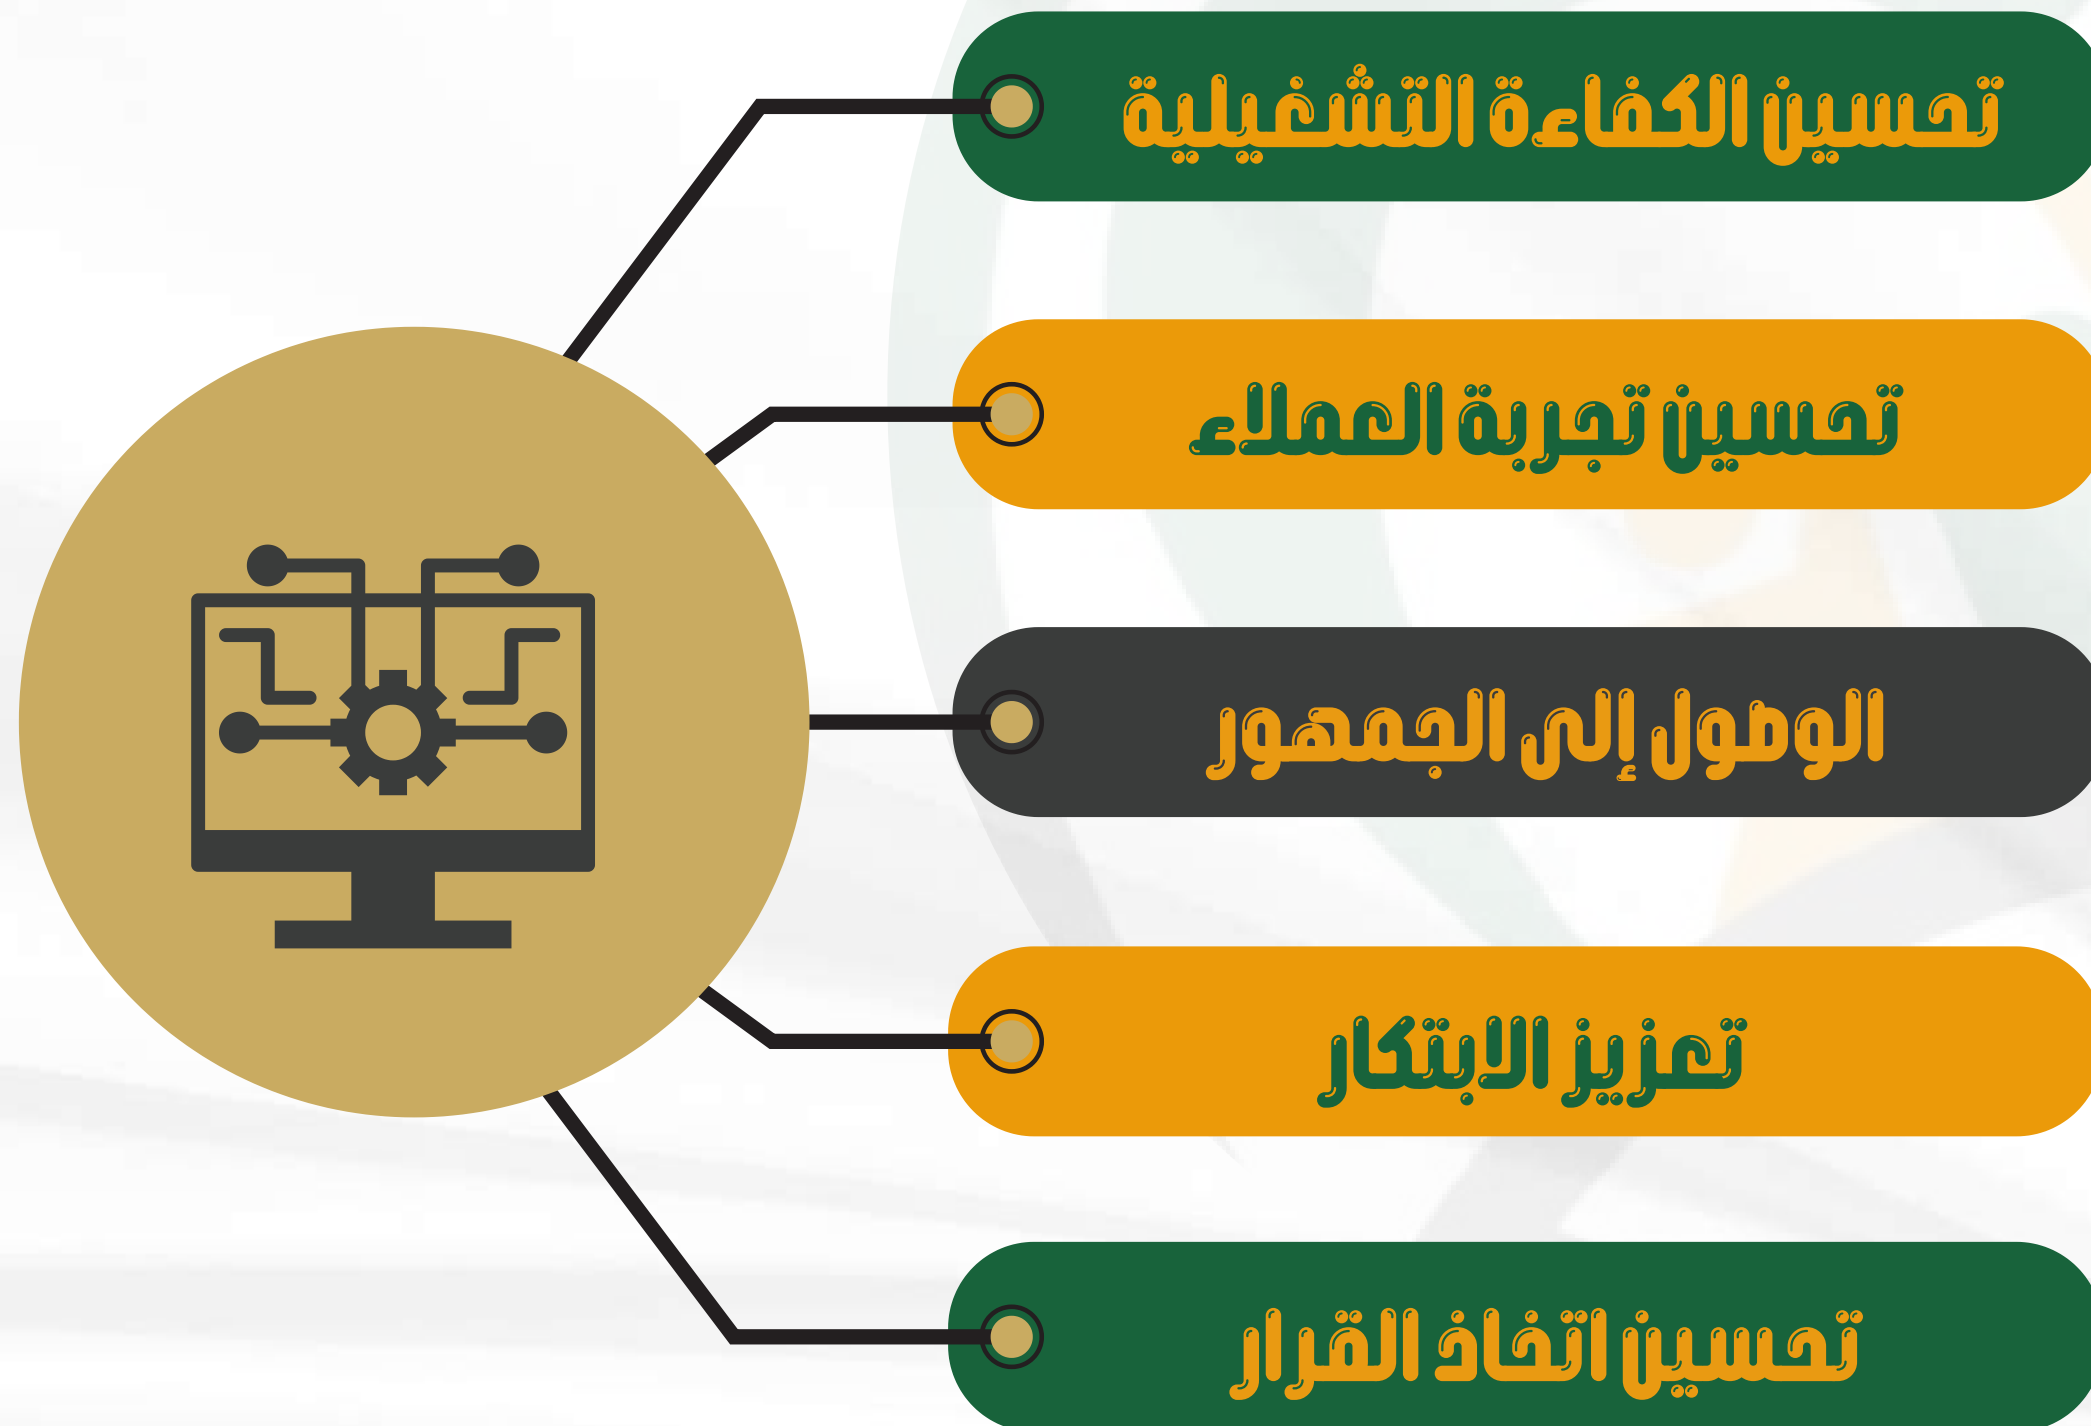 تحسين الكفاءة التشغيلية
تحسين تجربة العملاء
الوصول إلى الجمهور
تعزيز الابتكار
تحسين اتخاذ القرار